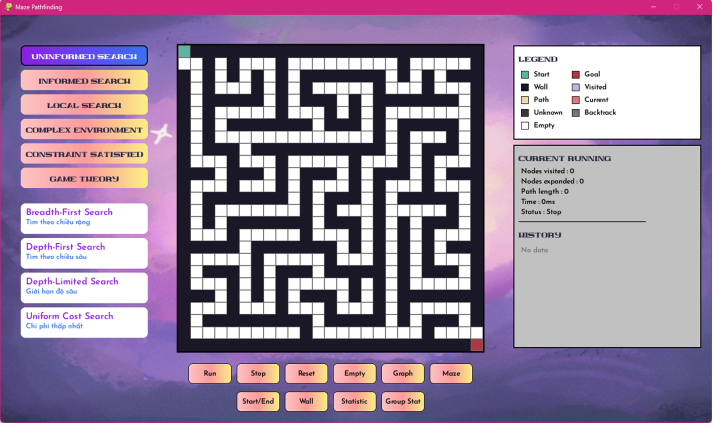 Maze Pathfinding
UNINFORMED SEARCH
INFORMED SEARCH
LOCAL SEARCH
COMPLEX ENVIRONMENT
CONSTRAINT SATISFIED
GAME THEORY
Breadth-First Search
Tìm theo chiều rộng
Depth-First Search
Tìm theo chiều sâu
Depth-Limited Search
Giới hạn độ sâu
Uniform Cost Search
Chi phí thấp nhất
Run
Stop
Reset
Empty
Graph
Maze
Start/End
Wall
Statistic
Group Stat
LEGEND
Start
Goal
Wall
Visited
Path
Current
Unknown
Backtrack
Empty
CURRENT RUNNING
Nodes visited : 0
Nodes expanded : 0
Path length : 0
Time : 0ms
Status : Stop
HISTORY
No data